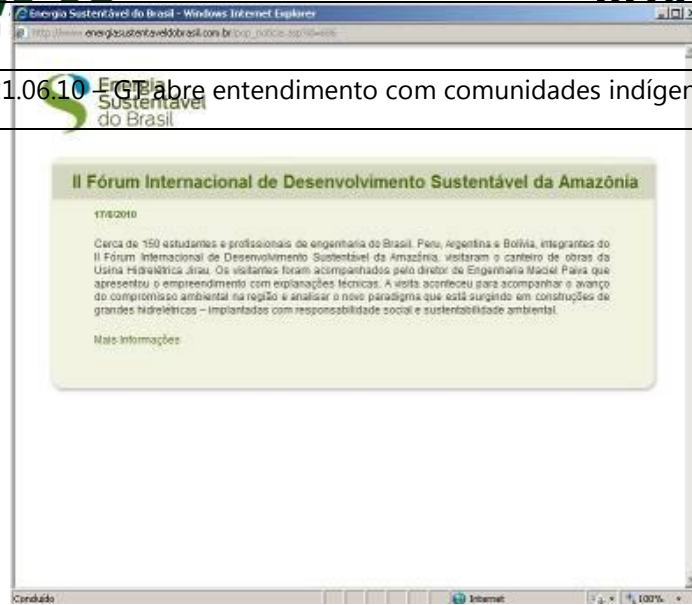 Energia Sustentável do Brasil - Windows Internet Explorer
1.06.10 – GT abre entendimento com comunidades indígen
Energia
Sustentável
do Brasil
II Fórum Internacional de Desenvolvimento Sustentável da Amazônia
17/6/2010
Cerca de 150 estudantes e profissionais de engenharia do Brasil, Peru, Argentina e Bolívia, integrantes do
II Fórum Internacional de Desenvolvimento Sustentável da Amazônia, visitaram o canteiro de obras da
Usina Hidrelétrica Jirau. Os visitantes foram acompanhados pelo diretor de Engenharia Maciel Paiva que
apresentou o empreendimento com explanações técnicas. A visita aconteceu para acompanhar o avanço
do compromisso ambiental na região e analisar o novo paradigma que está surgindo em construções de
grandes hidrelétricas – implantadas com responsabilidade social e sustentabilidade ambiental.
Mais Informações
Concluído
Internet
100%